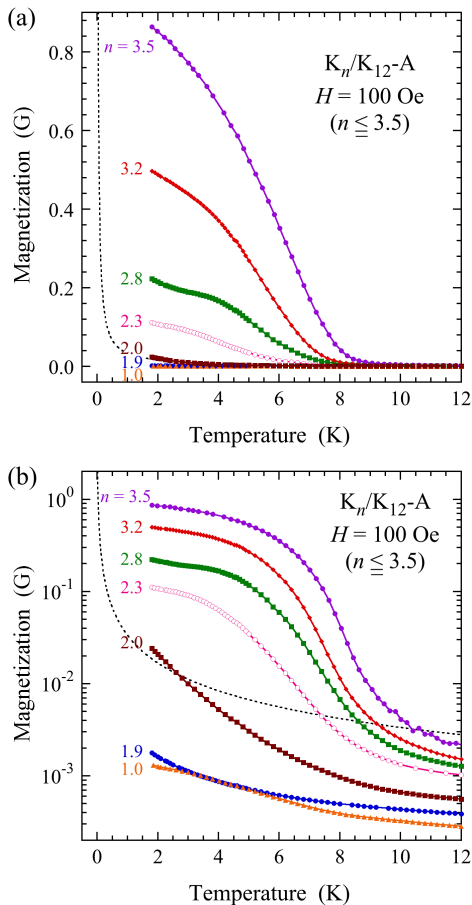 (a)
0.8
0.6
0.4
0.2
0.0
Magnetization (G)
n = 3.5
3.2
2.8
2.3
2.0
1.9
1.0
Kₙ/K₁₂-A
H = 100 Oe
(n ≦ 3.5)
0 2 4 6 8 10 12
Temperature (K)
(b)
10⁰
10⁻¹
10⁻²
10⁻³
Magnetization (G)
n = 3.5
3.2
2.8
2.3
2.0
1.9
1.0
Kₙ/K₁₂-A
H = 100 Oe
(n ≦ 3.5)
0 2 4 6 8 10 12
Temperature (K)